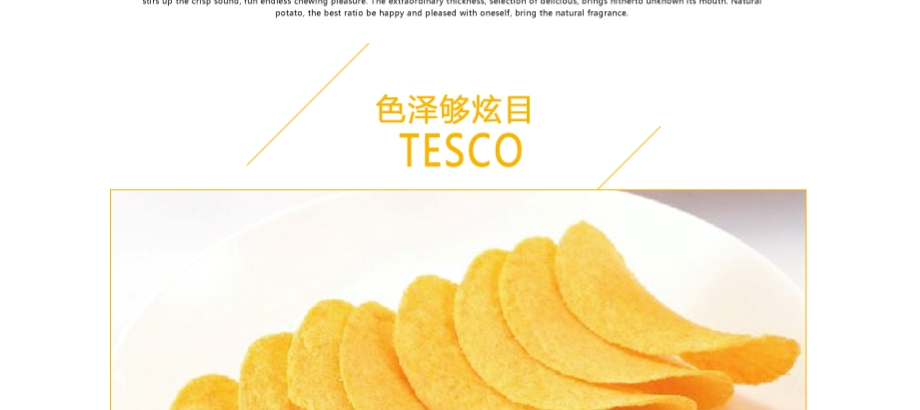 stirs up the crisp sound, fun endless chewing pleasure. The extraordinary thickness, selection of delicious, brings hitherto unknown its mouth. Natural
potato, the best ratio be happy and pleased with oneself, bring the natural fragrance.
色泽够炫目
TESCO